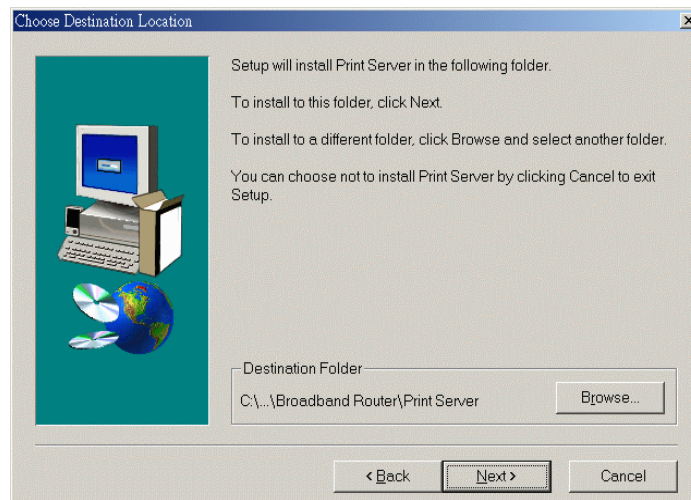 Choose Destination Location
Setup will install Print Server in the following folder.
To install to this folder, click Next.
To install to a different folder, click Browse and select another folder.
You can choose not to install Print Server by clicking Cancel to exit
Setup.
Destination Folder
C:\...\Broadband Router\Print Server
Browse...
< Back
Next >
Cancel